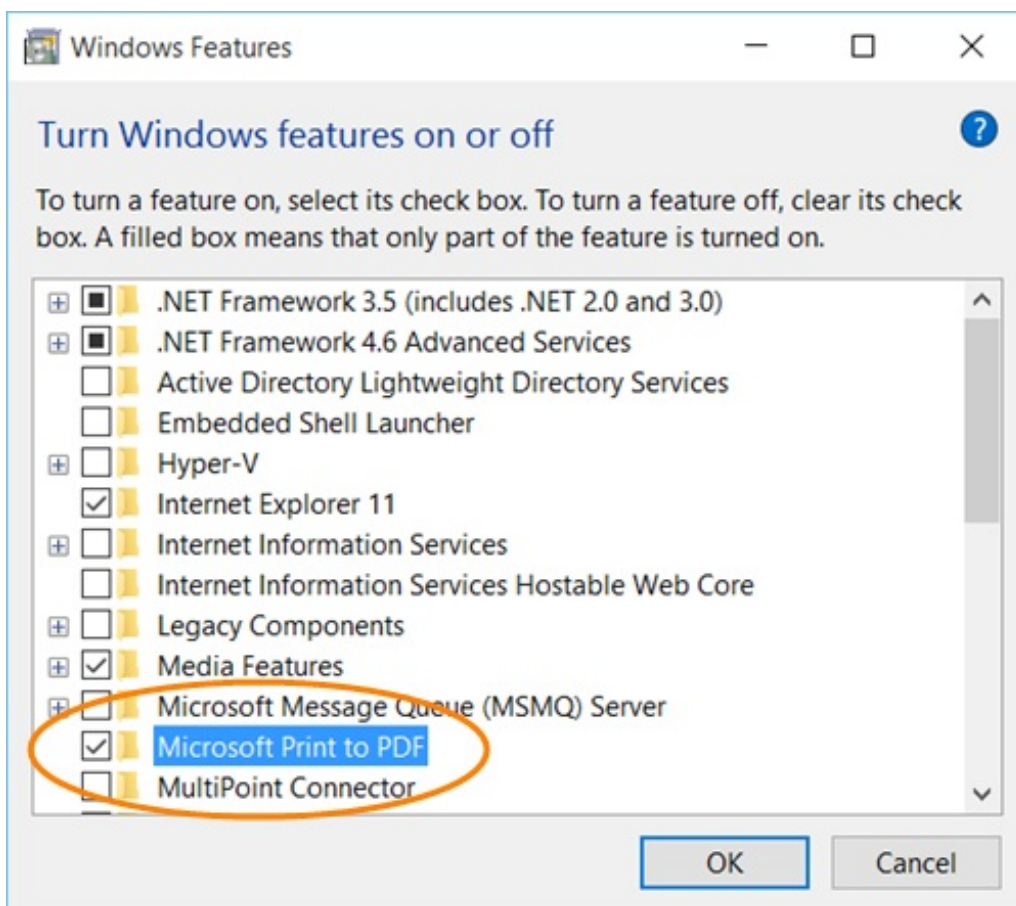 Windows Features
Turn Windows features on or off
?
To turn a feature on, select its check box. To turn a feature off, clear its check
box. A filled box means that only part of the feature is turned on.
.NET Framework 3.5 (includes .NET 2.0 and 3.0)
.NET Framework 4.6 Advanced Services
Active Directory Lightweight Directory Services
Embedded Shell Launcher
Hyper-V
Internet Explorer 11
Internet Information Services
Internet Information Services Hostable Web Core
Legacy Components
Media Features
Microsoft Message Queue (MSMQ) Server
Microsoft Print to PDF
MultiPoint Connector
OK
Cancel